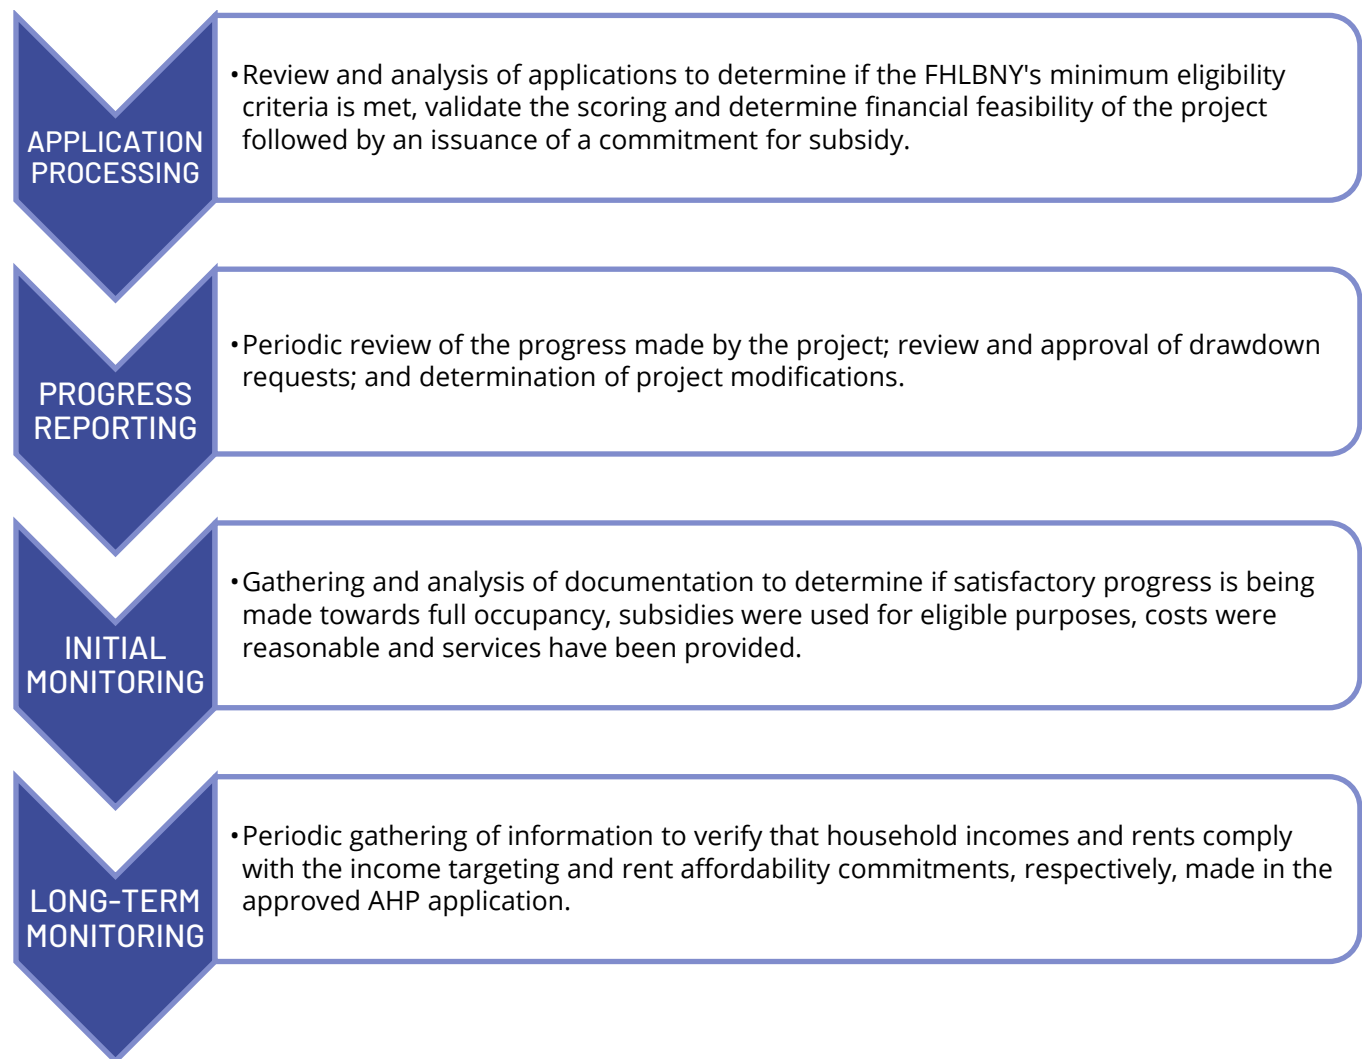 APPLICATION
PROCESSING
•Review and analysis of applications to determine if the FHLBNY's minimum eligibility
criteria is met, validate the scoring and determine financial feasibility of the project
followed by an issuance of a commitment for subsidy.
PROGRESS
REPORTING
•Periodic review of the progress made by the project; review and approval of drawdown
requests; and determination of project modifications.
INITIAL
MONITORING
•Gathering and analysis of documentation to determine if satisfactory progress is being
made towards full occupancy, subsidies were used for eligible purposes, costs were
reasonable and services have been provided.
LONG-TERM
MONITORING
•Periodic gathering of information to verify that household incomes and rents comply
with the income targeting and rent affordability commitments, respectively, made in the
approved AHP application.